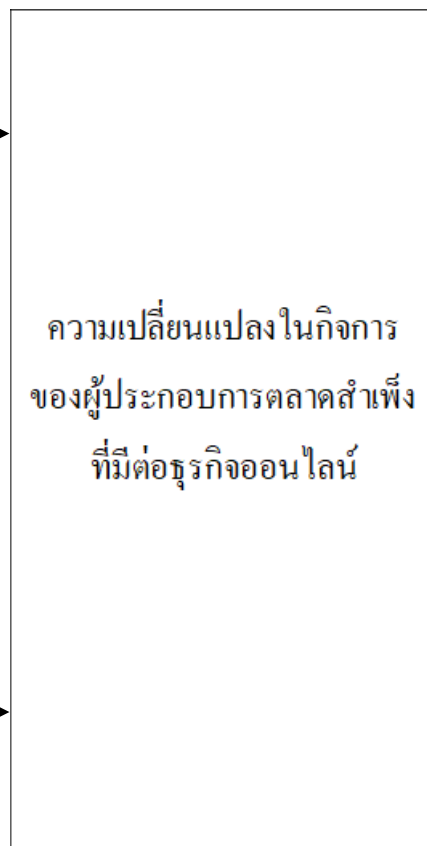 ความเปลี่ยนแปลงในกิจการ
ของผู้ประกอบการตลาดสำเพ็ง
ที่มีต่อธุรกิจออนไลน์